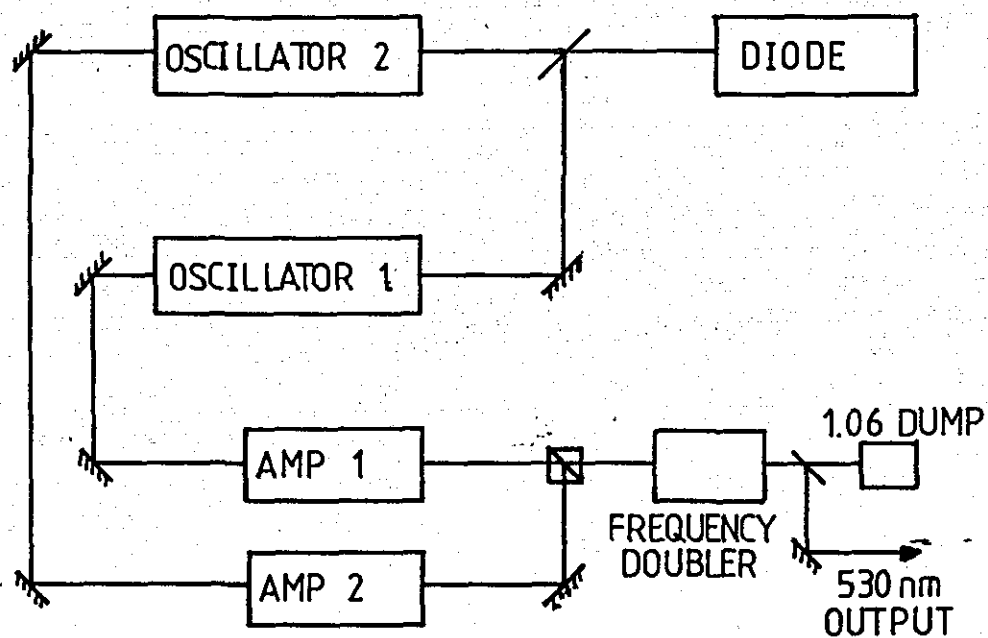 OSCILLATOR 2
DIODE
OSCILLATOR 1
1.06 DUMP
AMP 1
FREQUENCY
DOUBLER
AMP 2
530 nm
OUTPUT